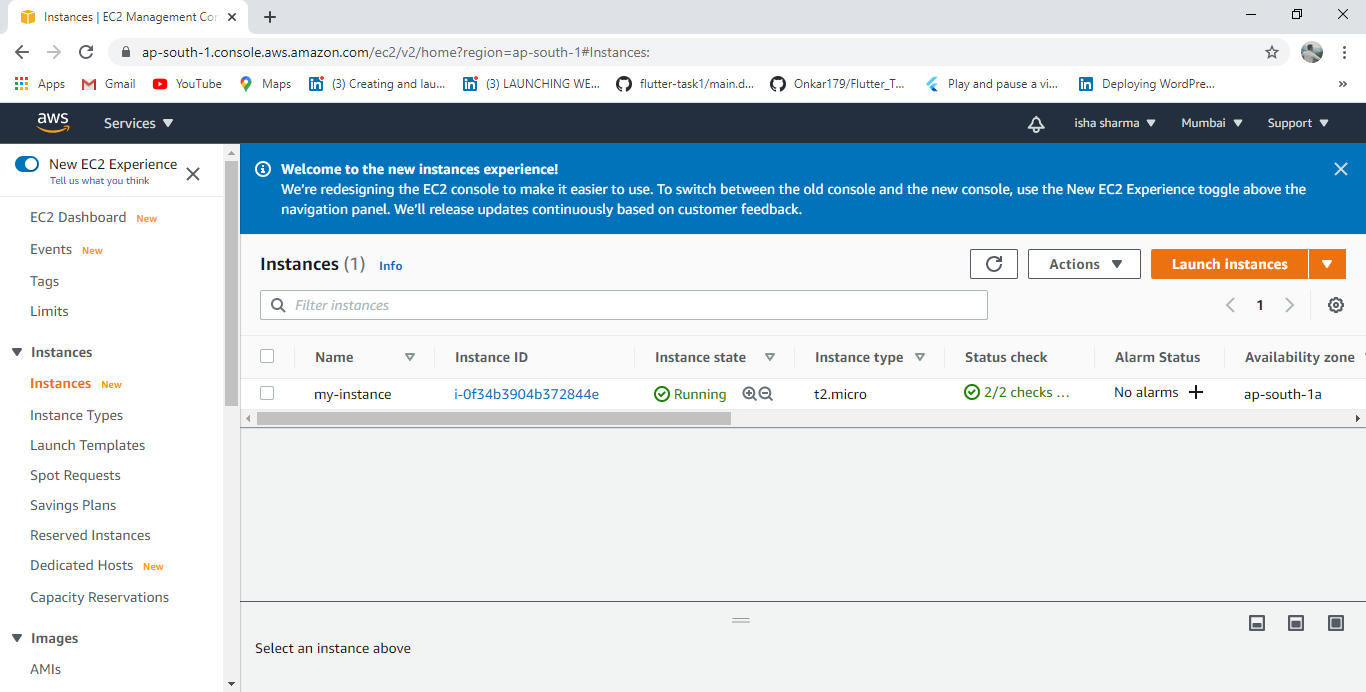 Instances | EC2 Management Con
ap-south-1.console.aws.amazon.com/ec2/v2/home?region=ap-south-1#Instances:
Apps Gmail YouTube Maps (3) Creating and lau... (3) LAUNCHING WE... flutter-task1/main.d... Onkar179/Flutter_T... Play and pause a vi... Deploying WordPre... »
aws Services isha sharma Mumbai Support
New EC2 Experience
Tell us what you think
EC2 Dashboard New
Events New
Tags
Limits
Instances
Instances New
Instance Types
Launch Templates
Spot Requests
Savings Plans
Reserved Instances
Dedicated Hosts New
Capacity Reservations
Images
AMIs
Welcome to the new instances experience!
We're redesigning the EC2 console to make it easier to use. To switch between the old console and the new console, use the New EC2 Experience toggle above the
navigation panel. We'll release updates continuously based on customer feedback.
Instances (1) Info Actions Launch instances
Filter instances 1
Name Instance ID Instance state Instance type Status check Alarm Status Availability zone
my-instance i-0f34b3904b372844e Running t2.micro 2/2 checks ... No alarms ap-south-1a
Select an instance above